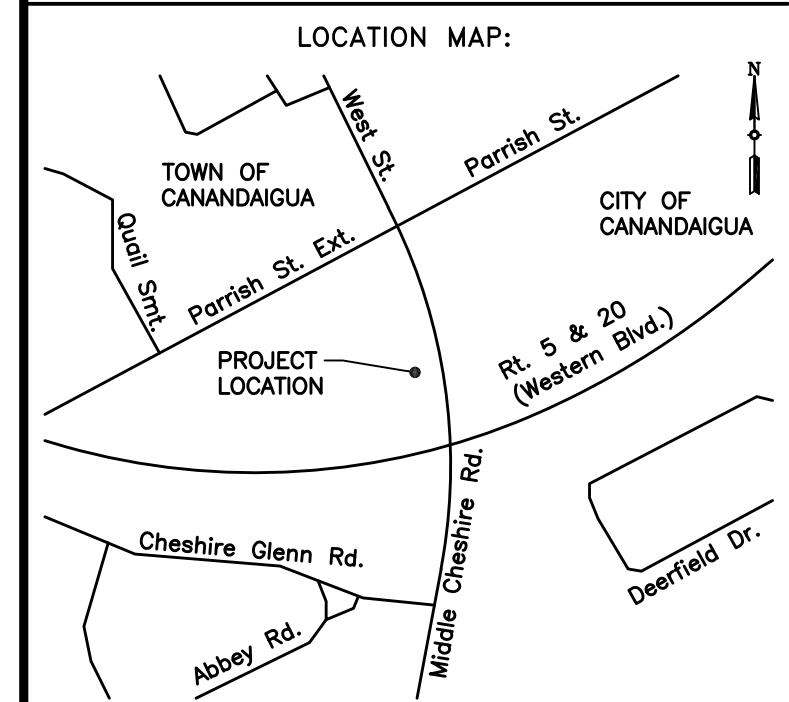 LOCATION MAP:
N
West St.
Parrish St.
TOWN OF
CANANDAIGUA
CITY OF
CANANDAIGUA
Quail Smt.
Parrish St. Ext.
PROJECT
LOCATION
Rt. 5 & 20
(Western Blvd.)
Middle Cheshire Rd.
Cheshire Glenn Rd.
Deerfield Dr.
Abbey Rd.